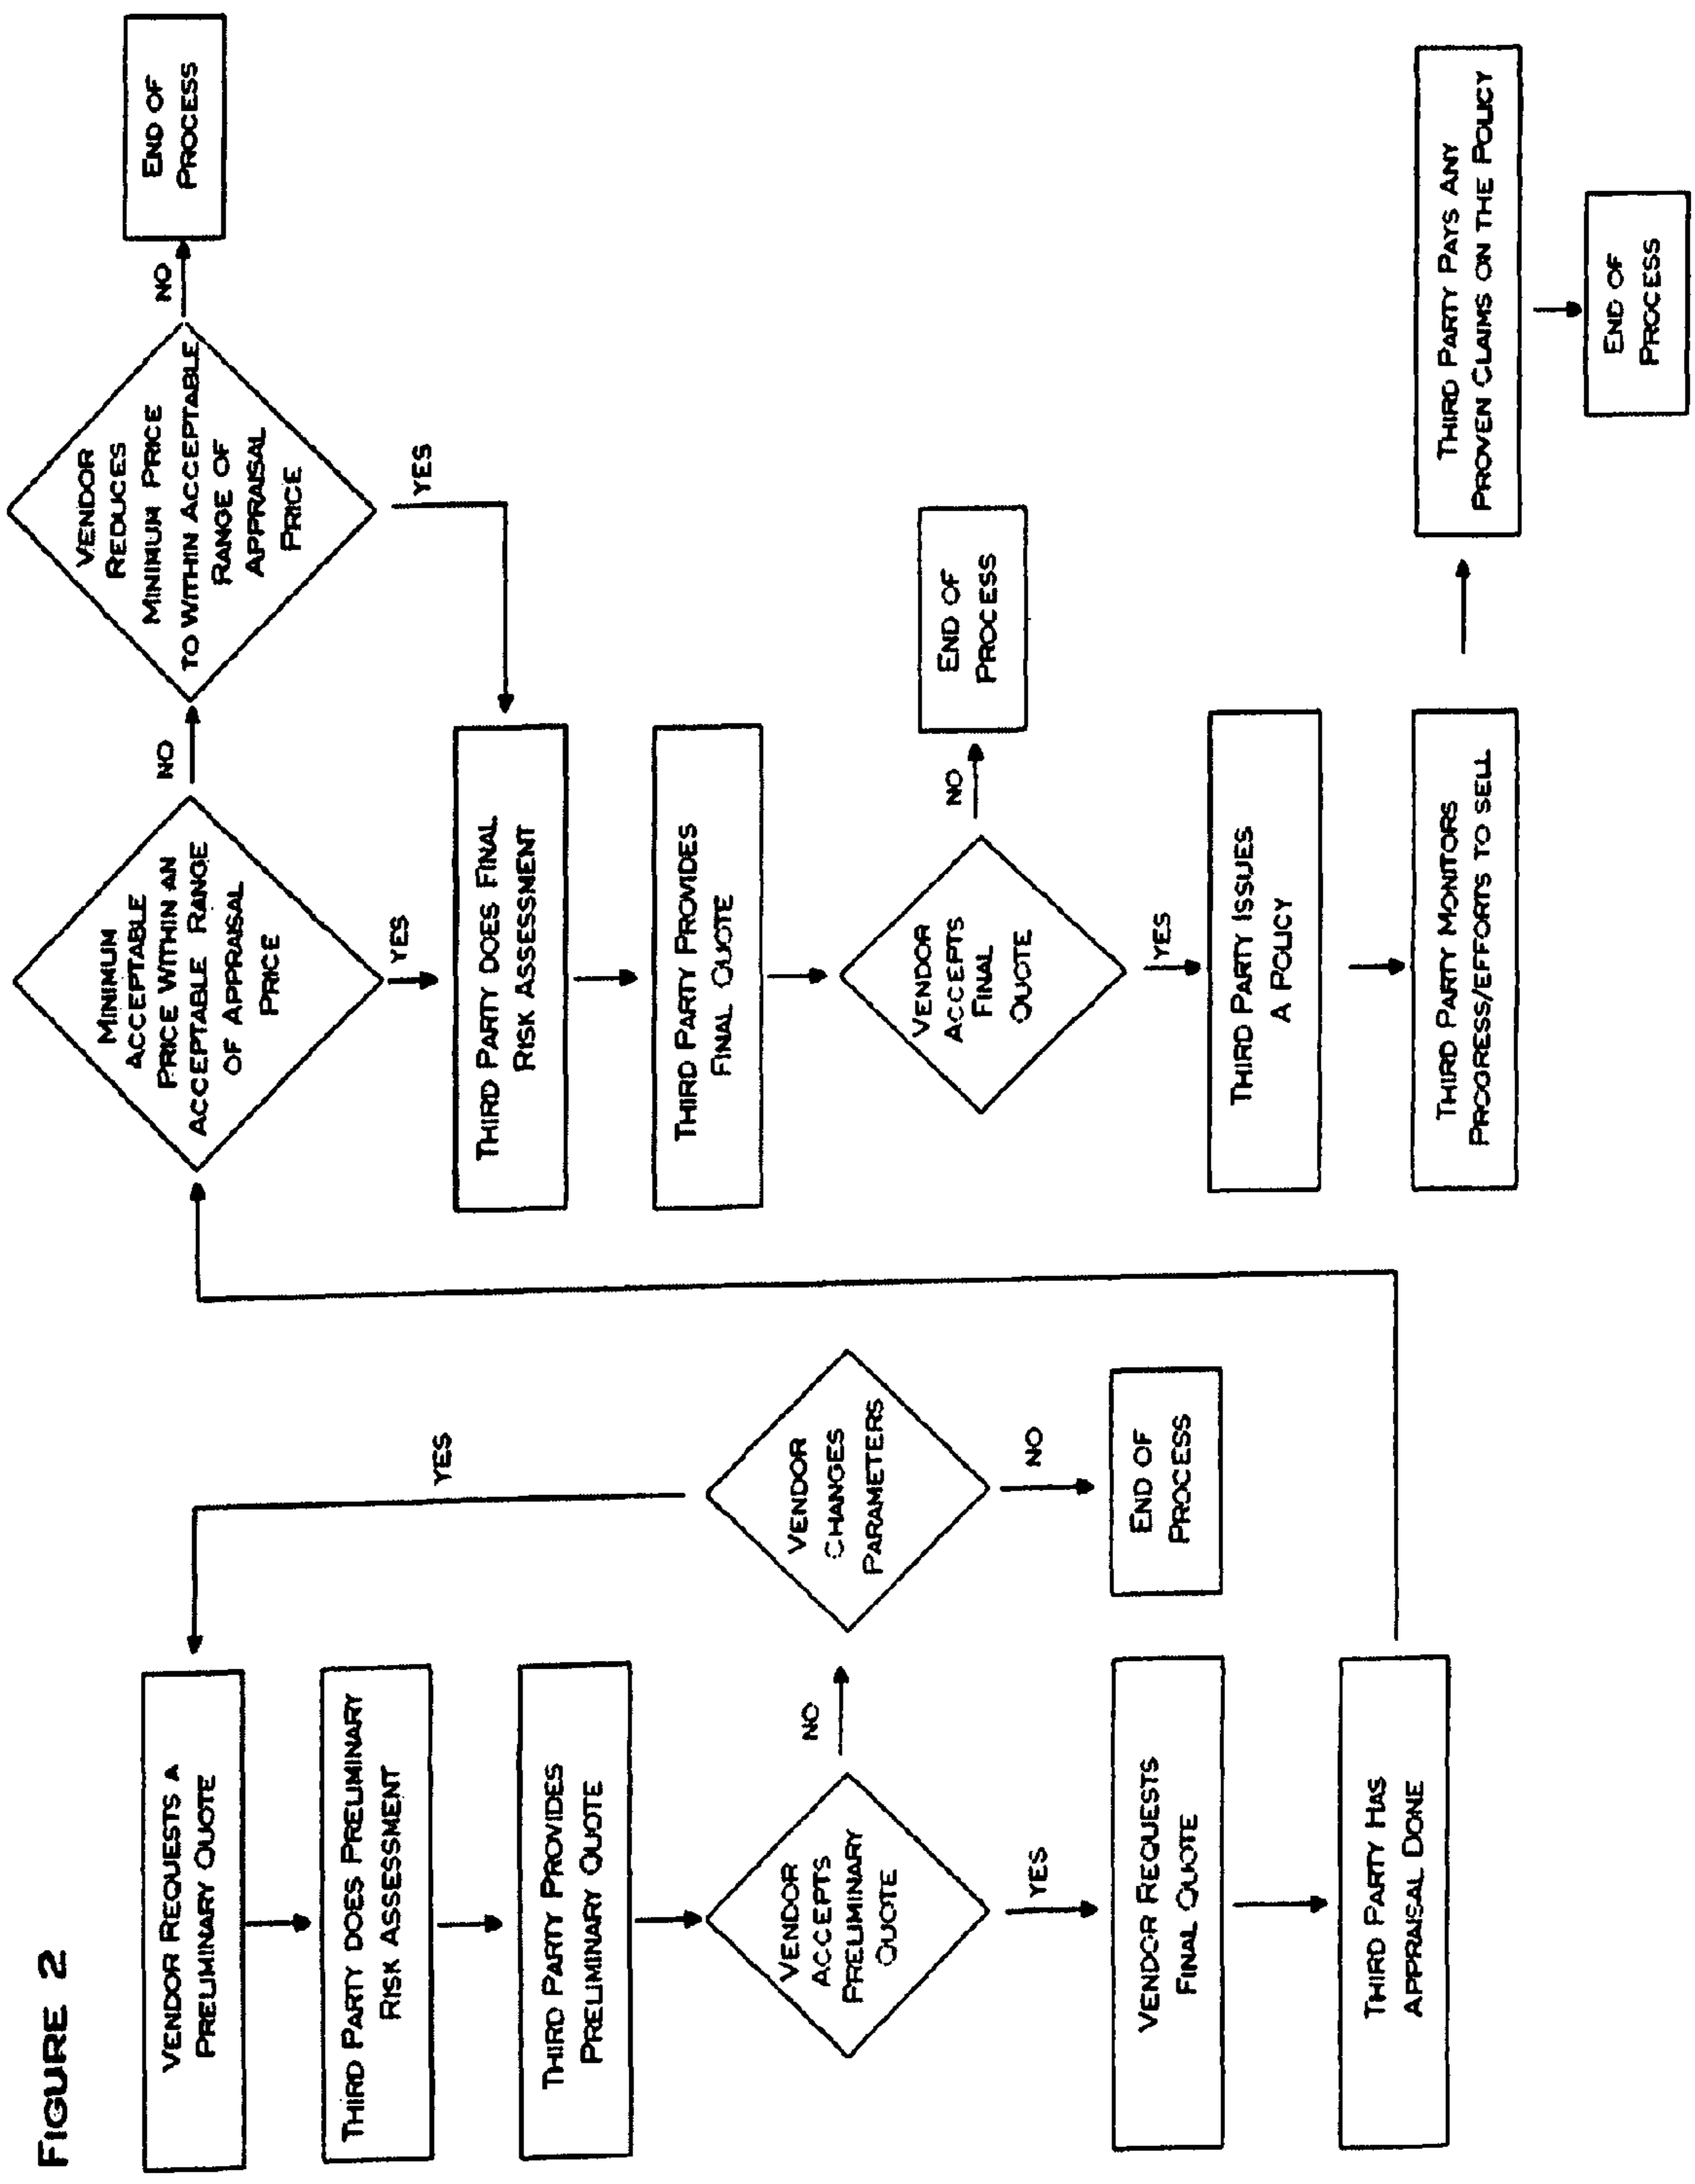 FIGURE 2
VENDOR REQUESTS A
PRELIMINARY QUOTE
THIRD PARTY DOES PRELIMINARY
RISK ASSESSMENT
THIRD PARTY PROVIDES
PRELIMINARY QUOTE
VENDOR
ACCEPTS
PRELIMINARY
QUOTE
NO
YES
VENDOR
CHANGES
PARAMETERS
YES
NO
END OF
PROCESS
VENDOR REQUESTS
FINAL QUOTE
THIRD PARTY HAS
APPRAISAL DONE
MINIMUM
ACCEPTABLE
PRICE WITHIN AN
ACCEPTABLE RANGE
OF APPRAISAL
PRICE
NO
YES
VENDOR
REDUCES
MINIMUM PRICE
TO WITHIN ACCEPTABLE
RANGE OF
APPRAISAL
PRICE
NO
END OF
PROCESS
YES
THIRD PARTY DOES FINAL
RISK ASSESSMENT
THIRD PARTY PROVIDES
FINAL QUOTE
VENDOR
ACCEPTS
FINAL
QUOTE
NO
END OF
PROCESS
YES
THIRD PARTY ISSUES
A POLICY
THIRD PARTY MONITORS
PROGRESS/EFFORTS TO SELL
THIRD PARTY PAYS ANY
PROVEN CLAIMS ON THE POLICY
END OF
PROCESS